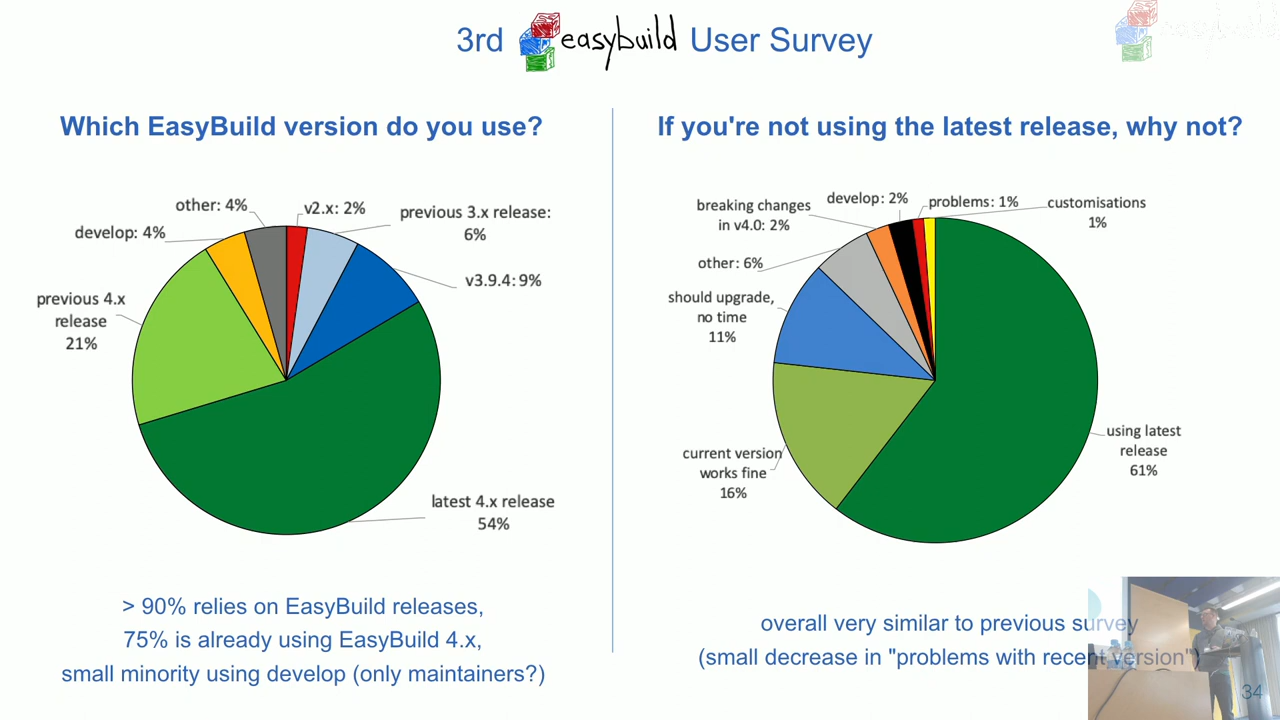 3rd easybuild User Survey
Which EasyBuild version do you use?
other: 4%
v2.x: 2%
previous 3.x release:
6%
develop: 4%
v3.9.4: 9%
previous 4.x
release
21%
latest 4.x release
54%
> 90% relies on EasyBuild releases,
75% is already using EasyBuild 4.x,
small minority using develop (only maintainers?)
If you're not using the latest release, why not?
breaking changes
in v4.0: 2%
develop: 2%
problems: 1%
customisations
1%
other: 6%
should upgrade,
no time
11%
current version
works fine
16%
using latest
release
61%
overall very similar to previous survey
(small decrease in "problems with recent version")
34